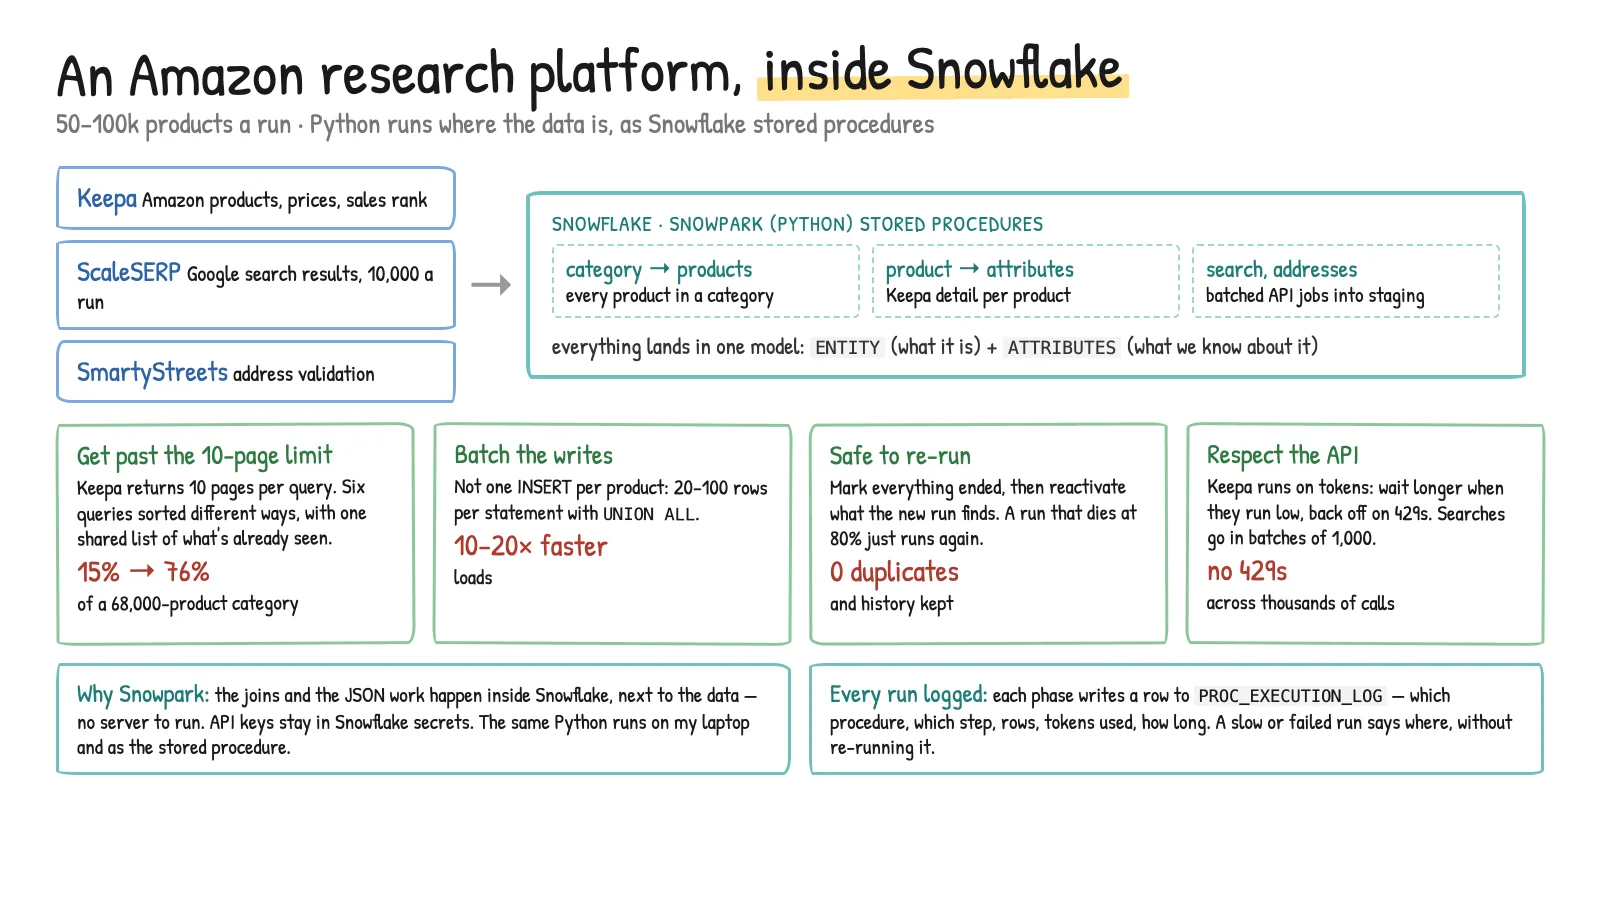 An Amazon research platform, inside Snowflake
50–100k products a run · Python runs where the data is, as Snowflake stored procedures
Keepa Amazon products, prices, sales rank
ScaleSERP Google search results, 10,000 a
run
SmartyStreets address validation
SNOWFLAKE · SNOWPARK (PYTHON) STORED PROCEDURES
category → products
every product in a category
product → attributes
Keepa detail per product
search, addresses
batched API jobs into staging
everything lands in one model: ENTITY (what it is) + ATTRIBUTES (what we know about it)
Get past the 10-page limit
Keepa returns 10 pages per query. Six
queries sorted different ways, with one
shared list of what's already seen.
15% → 76%
of a 68,000-product category
Batch the writes
Not one INSERT per product: 20–100 rows
per statement with UNION ALL.
10–20× faster
loads
Safe to re-run
Mark everything ended, then reactivate
what the new run finds. A run that dies at
80% just runs again.
0 duplicates
and history kept
Respect the API
Keepa runs on tokens: wait longer when
they run low, back off on 429s. Searches
go in batches of 1,000.
no 429s
across thousands of calls
Why Snowpark: the joins and the JSON work happen inside Snowflake, next to the data —
no server to run. API keys stay in Snowflake secrets. The same Python runs on my laptop
and as the stored procedure.
Every run logged: each phase writes a row to PROC_EXECUTION_LOG — which
procedure, which step, rows, tokens used, how long. A slow or failed run says where, without
re-running it.